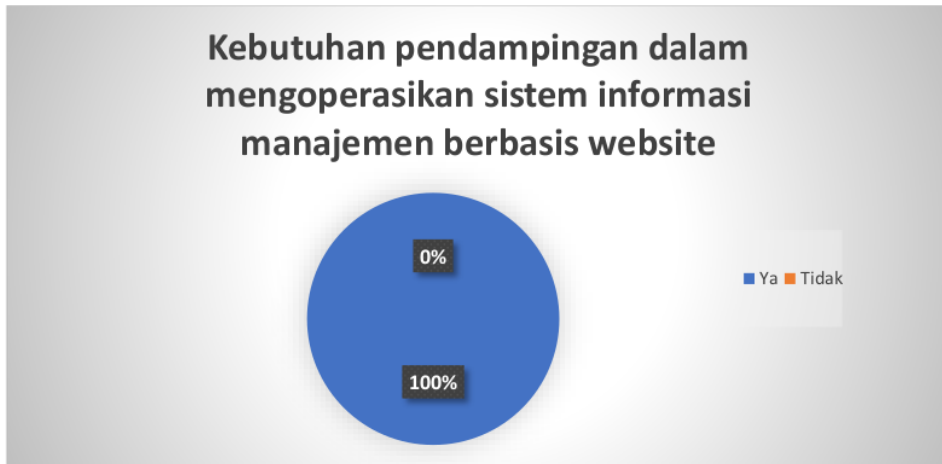 Kebutuhan pendampingan dalam
mengoperasikan sistem informasi
manajemen berbasis website
0%
Ya Tidak
100%